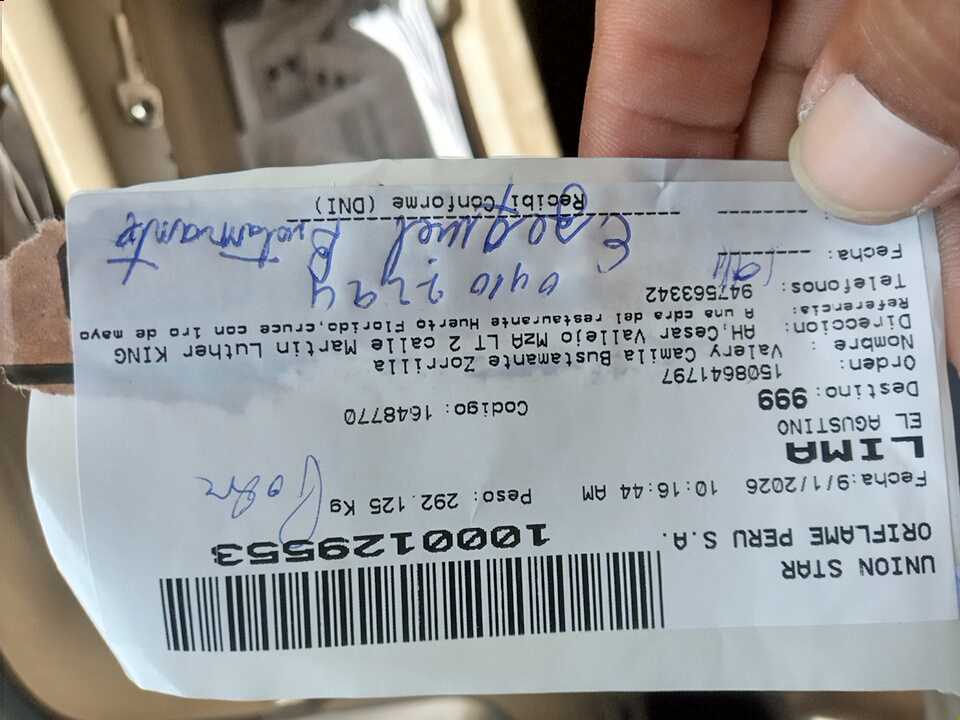 UNION STAR
ORIFLAME PERU S.A.
1000129553
Fecha:9/1/2026 10:16:44 AM Peso: 292.125 Kg
LIMA
EL AGUSTINO
Destino: 999 Codigo: 1648770
Orden: 1508641797
Nombre : Valery Camila Bustamante Zorrilla
Direccion: AH,Cesar Vallejo MzA LT 2 calle Martin Luther KING
Referencia: A una cdra del restaurante Huerto Florido,cruce con 1ro de mayo
Telefonos: 947563342
Fecha:
Ezequiel Bustamante
Recibi Conforme (DNI)